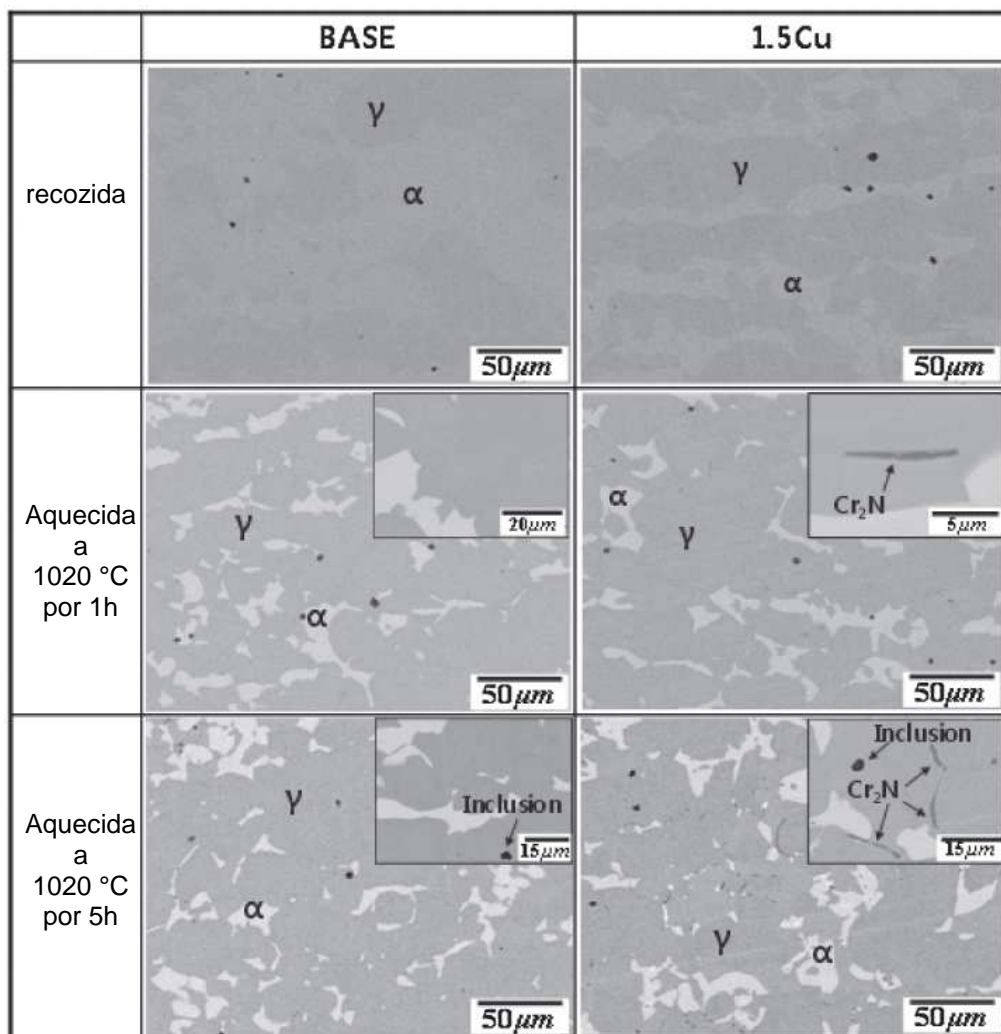 BASE
1.5Cu
recozida
γ
α
50μm
γ
α
50μm
Aquecida
a
1020 °C
por 1h
γ
α
20μm
50μm
α
γ
Cr₂N
5μm
50μm
Aquecida
a
1020 °C
por 5h
γ
α
Inclusion
15μm
50μm
Inclusion
Cr₂N
15μm
γ
α
50μm